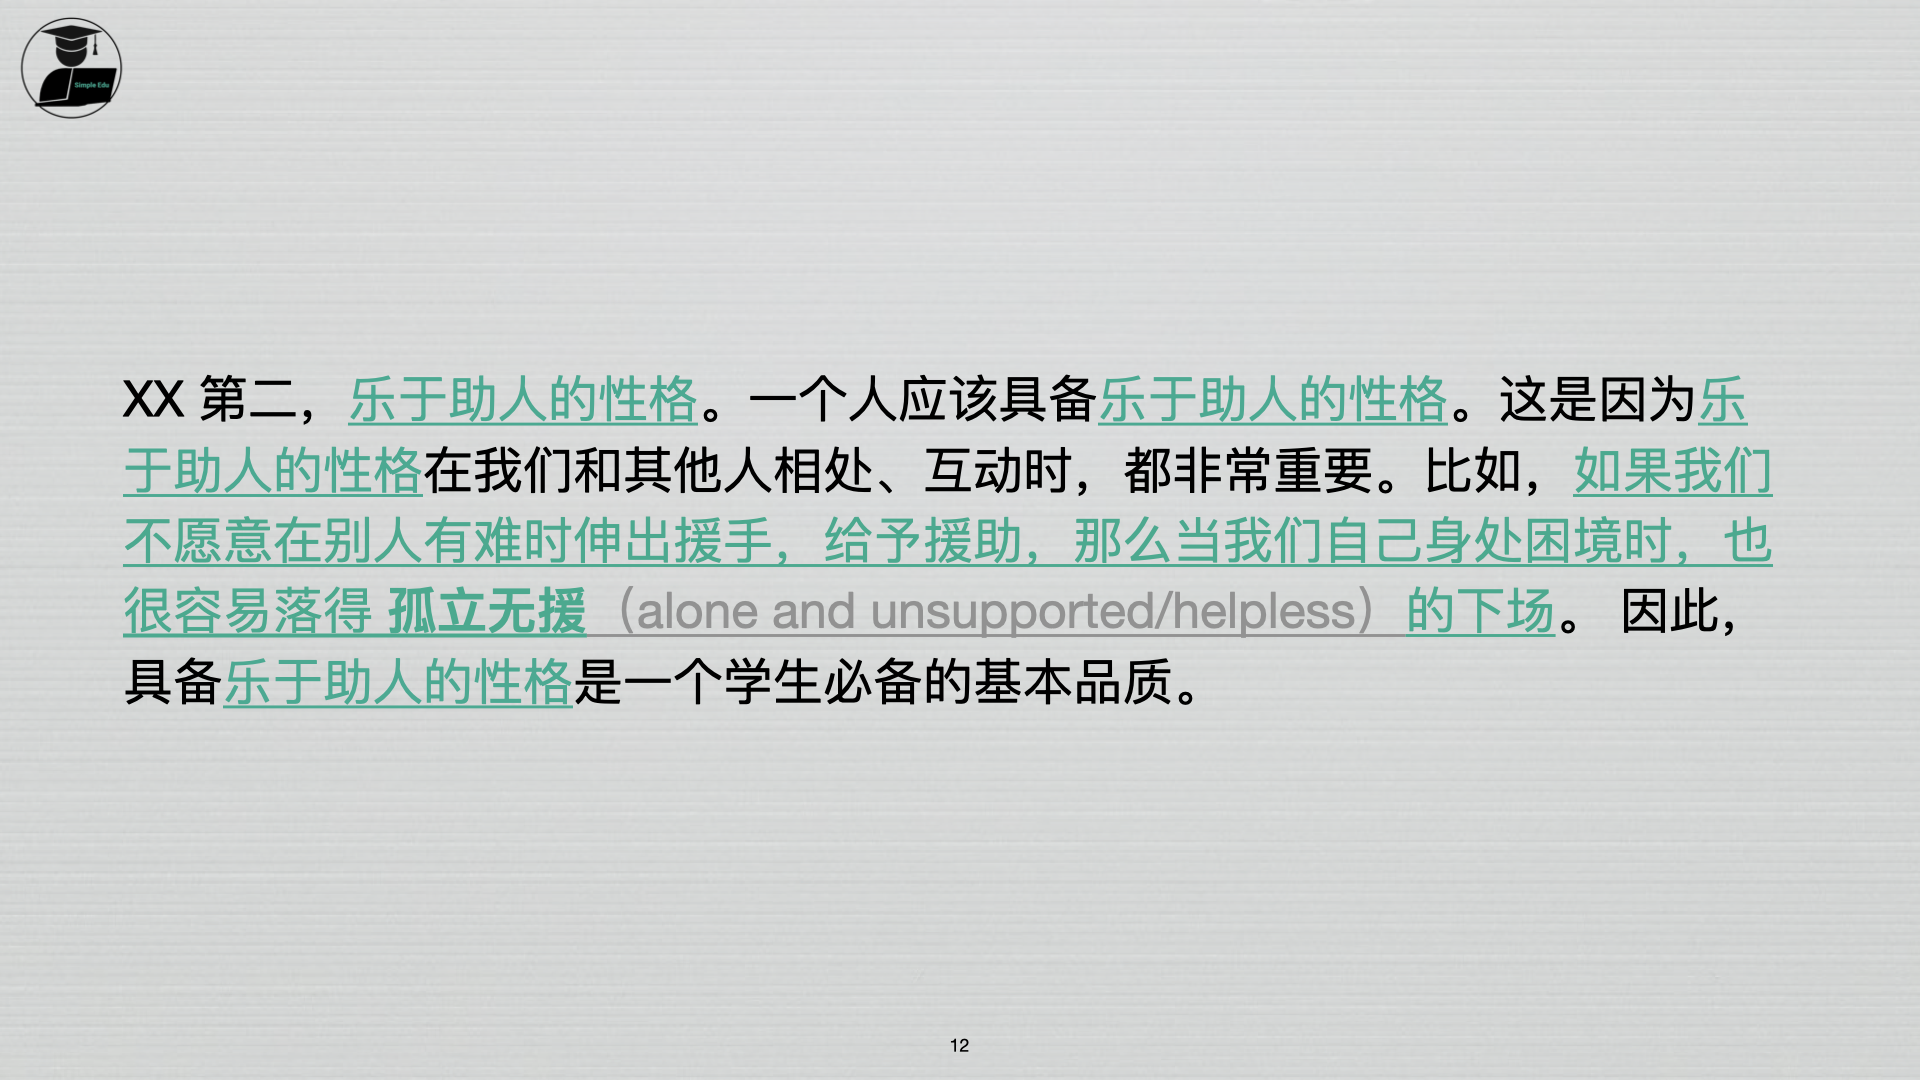 Simple Edu
XX 第二，乐于助人的性格。一个人应该具备乐于助人的性格。这是因为乐
于助人的性格在我们和其他人相处、互动时，都非常重要。比如，如果我们
不愿意在别人有难时伸出援手，给予援助，那么当我们自己身处困境时，也
很容易落得 孤立无援（alone and unsupported/helpless）的下场。 因此，
具备乐于助人的性格是一个学生必备的基本品质。
12